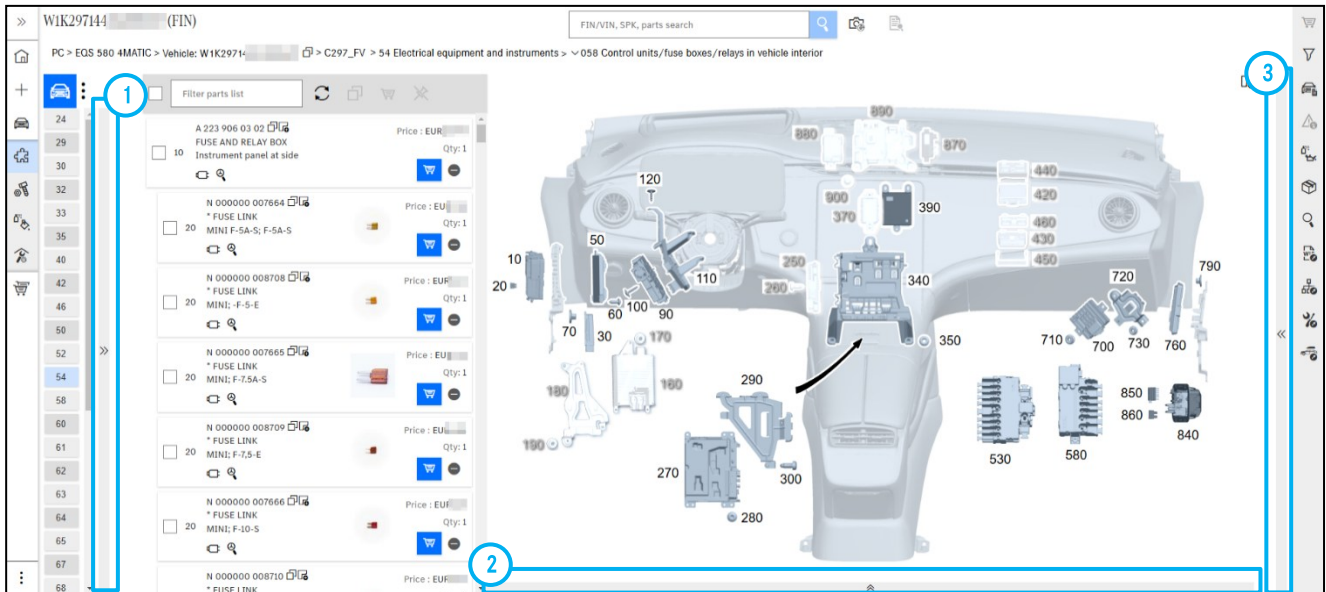 W1K297144 (FIN)
FIN/VIN, SPK, parts search
PC > EQS 580 4MATIC > Vehicle: W1K29714 > C297_FV > 54 Electrical equipment and instruments > 058 Control units/fuse boxes/relays in vehicle interior
1
2
3
Filter parts list
24
29
30
32
33
35
40
42
46
50
52
54
58
60
61
62
63
64
65
67
68
A 223 906 03 02
Price : EUR
FUSE AND RELAY BOX
Qty: 1
10 Instrument panel at side
N 000000 007664
Price : EU
* FUSE LINK
Qty: 1
20 MINI F-5A-S; F-5A-S
N 000000 008708
Price : EUR
* FUSE LINK
Qty: 1
20 MINI; -F-5-E
N 000000 007665
Price : EU
* FUSE LINK
Qty: 1
20 MINI; F-7.5A-S
N 000000 008709
Price : EU
* FUSE LINK
Qty: 1
20 MINI; F-7,5-E
N 000000 007666
Price : EUF
* FUSE LINK
Qty: 1
20 MINI; F-10-S
N 000000 008710
Price : EUF
* FUSE LINK
890
880
870
120
900
370
390
440
420
460
430
450
50
10
20
110
250
260
340
60
100
90
70
30
170
160
180
190
350
720
790
710
700
730
760
290
270
300
280
530
580
850
860
840